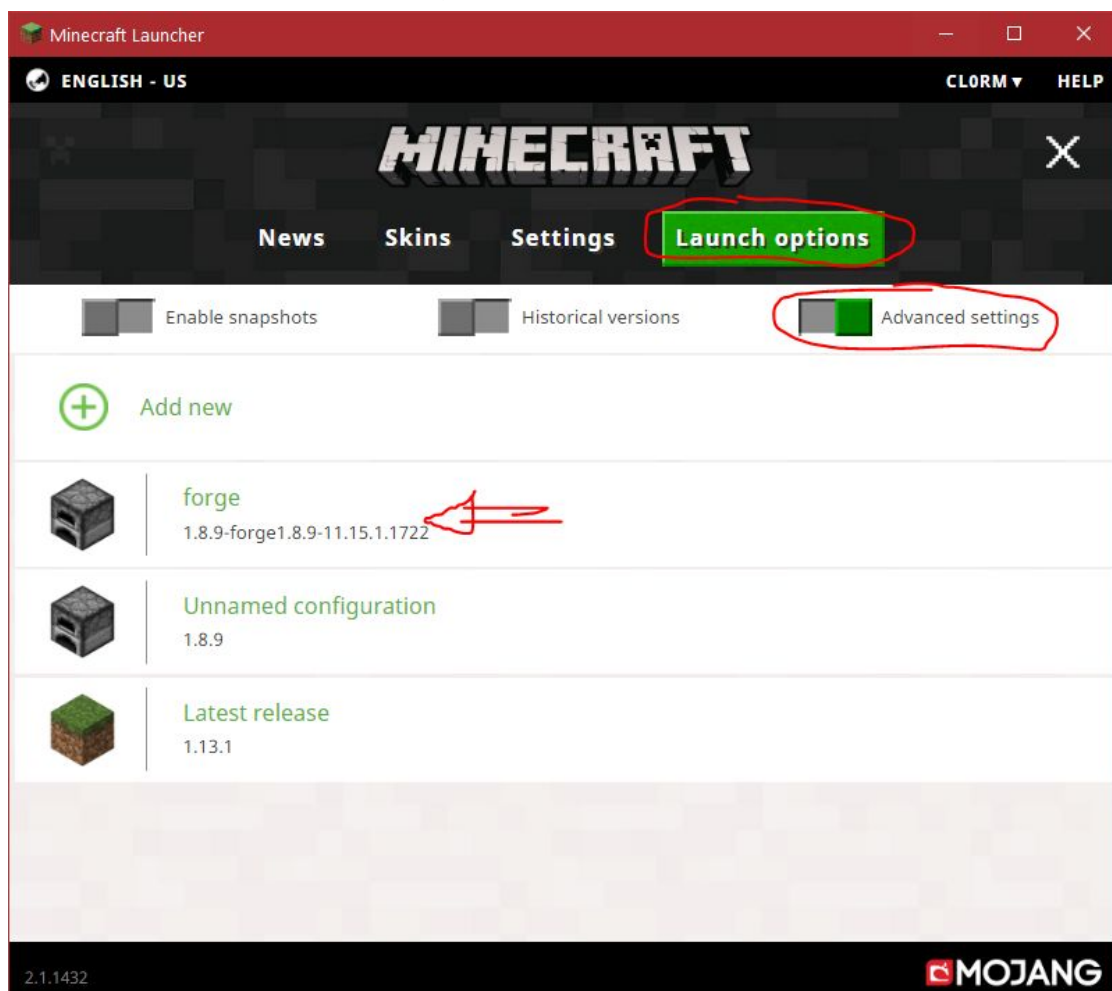 Minecraft Launcher
ENGLISH - US CL0RM ▾ HELP
MINECRAFT
News Skins Settings Launch options
Enable snapshots Historical versions Advanced settings
Add new
forge
1.8.9-forge1.8.9-11.15.1.1722
Unnamed configuration
1.8.9
Latest release
1.13.1
2.1.1432 MOJANG